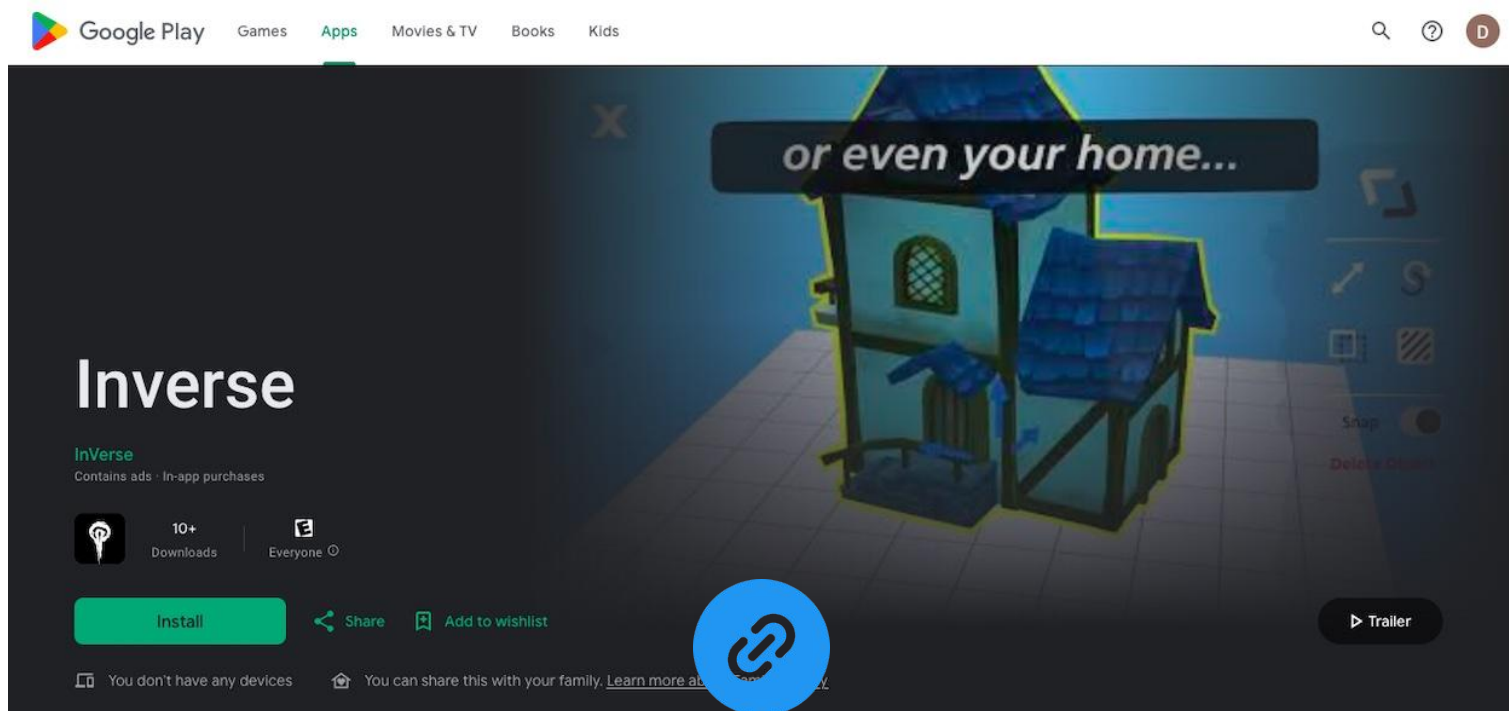 Google Play Games Apps Movies & TV Books Kids D
X
or even your home...
Inverse
InVerse
Contains ads · In-app purchases
10+
Downloads
E
Everyone
Snap
Delete Object
Install Share Add to wishlist Trailer
You don't have any devices You can share this with your family. Learn more